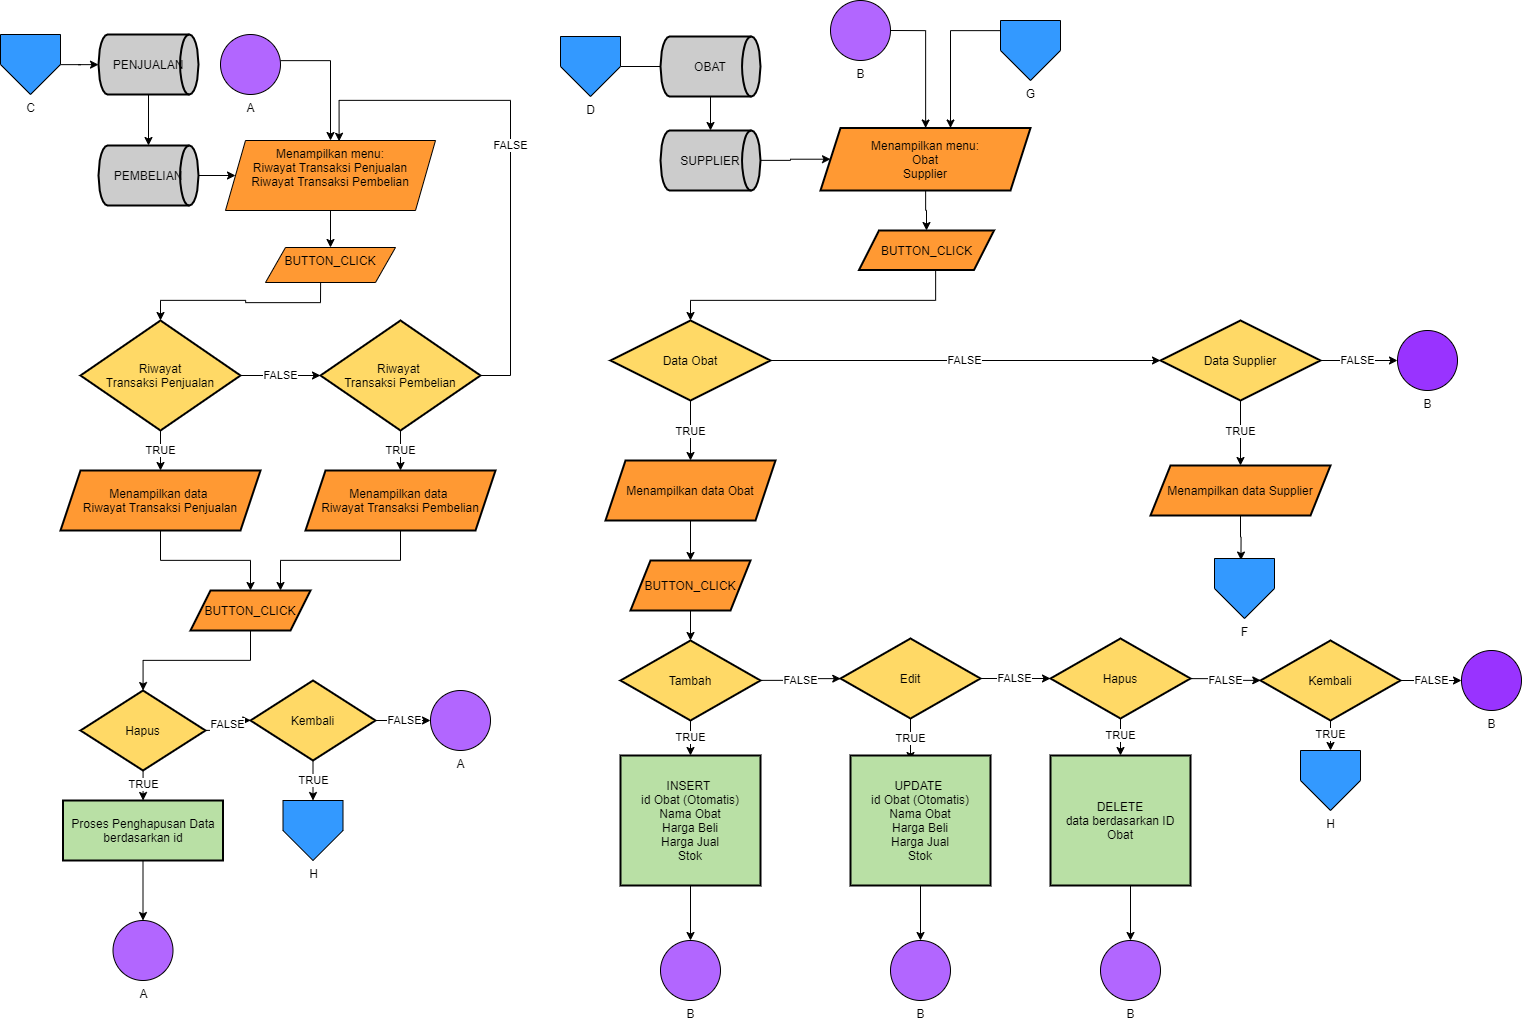 C
PENJUALAN
A
PEMBELIAN
Menampilkan menu:
Riwayat Transaksi Penjualan
Riwayat Transaksi Pembelian
FALSE
BUTTON_CLICK
Riwayat
Transaksi Penjualan
FALSE
Riwayat
Transaksi Pembelian
TRUE
TRUE
Menampilkan data
Riwayat Transaksi Penjualan
Menampilkan data
Riwayat Transaksi Pembelian
BUTTON_CLICK
Hapus
FALSE
Kembali
FALSE
A
TRUE
TRUE
Proses Penghapusan Data
berdasarkan id
H
A
D
OBAT
B
G
SUPPLIER
Menampilkan menu:
Obat
Supplier
BUTTON_CLICK
Data Obat
FALSE
Data Supplier
FALSE
B
TRUE
TRUE
Menampilkan data Obat
Menampilkan data Supplier
BUTTON_CLICK
F
Tambah
FALSE
Edit
FALSE
Hapus
FALSE
Kembali
FALSE
B
TRUE
TRUE
TRUE
TRUE
INSERT
id Obat (Otomatis)
Nama Obat
Harga Beli
Harga Jual
Stok
UPDATE
id Obat (Otomatis)
Nama Obat
Harga Beli
Harga Jual
Stok
DELETE
data berdasarkan ID
Obat
H
B
B
B